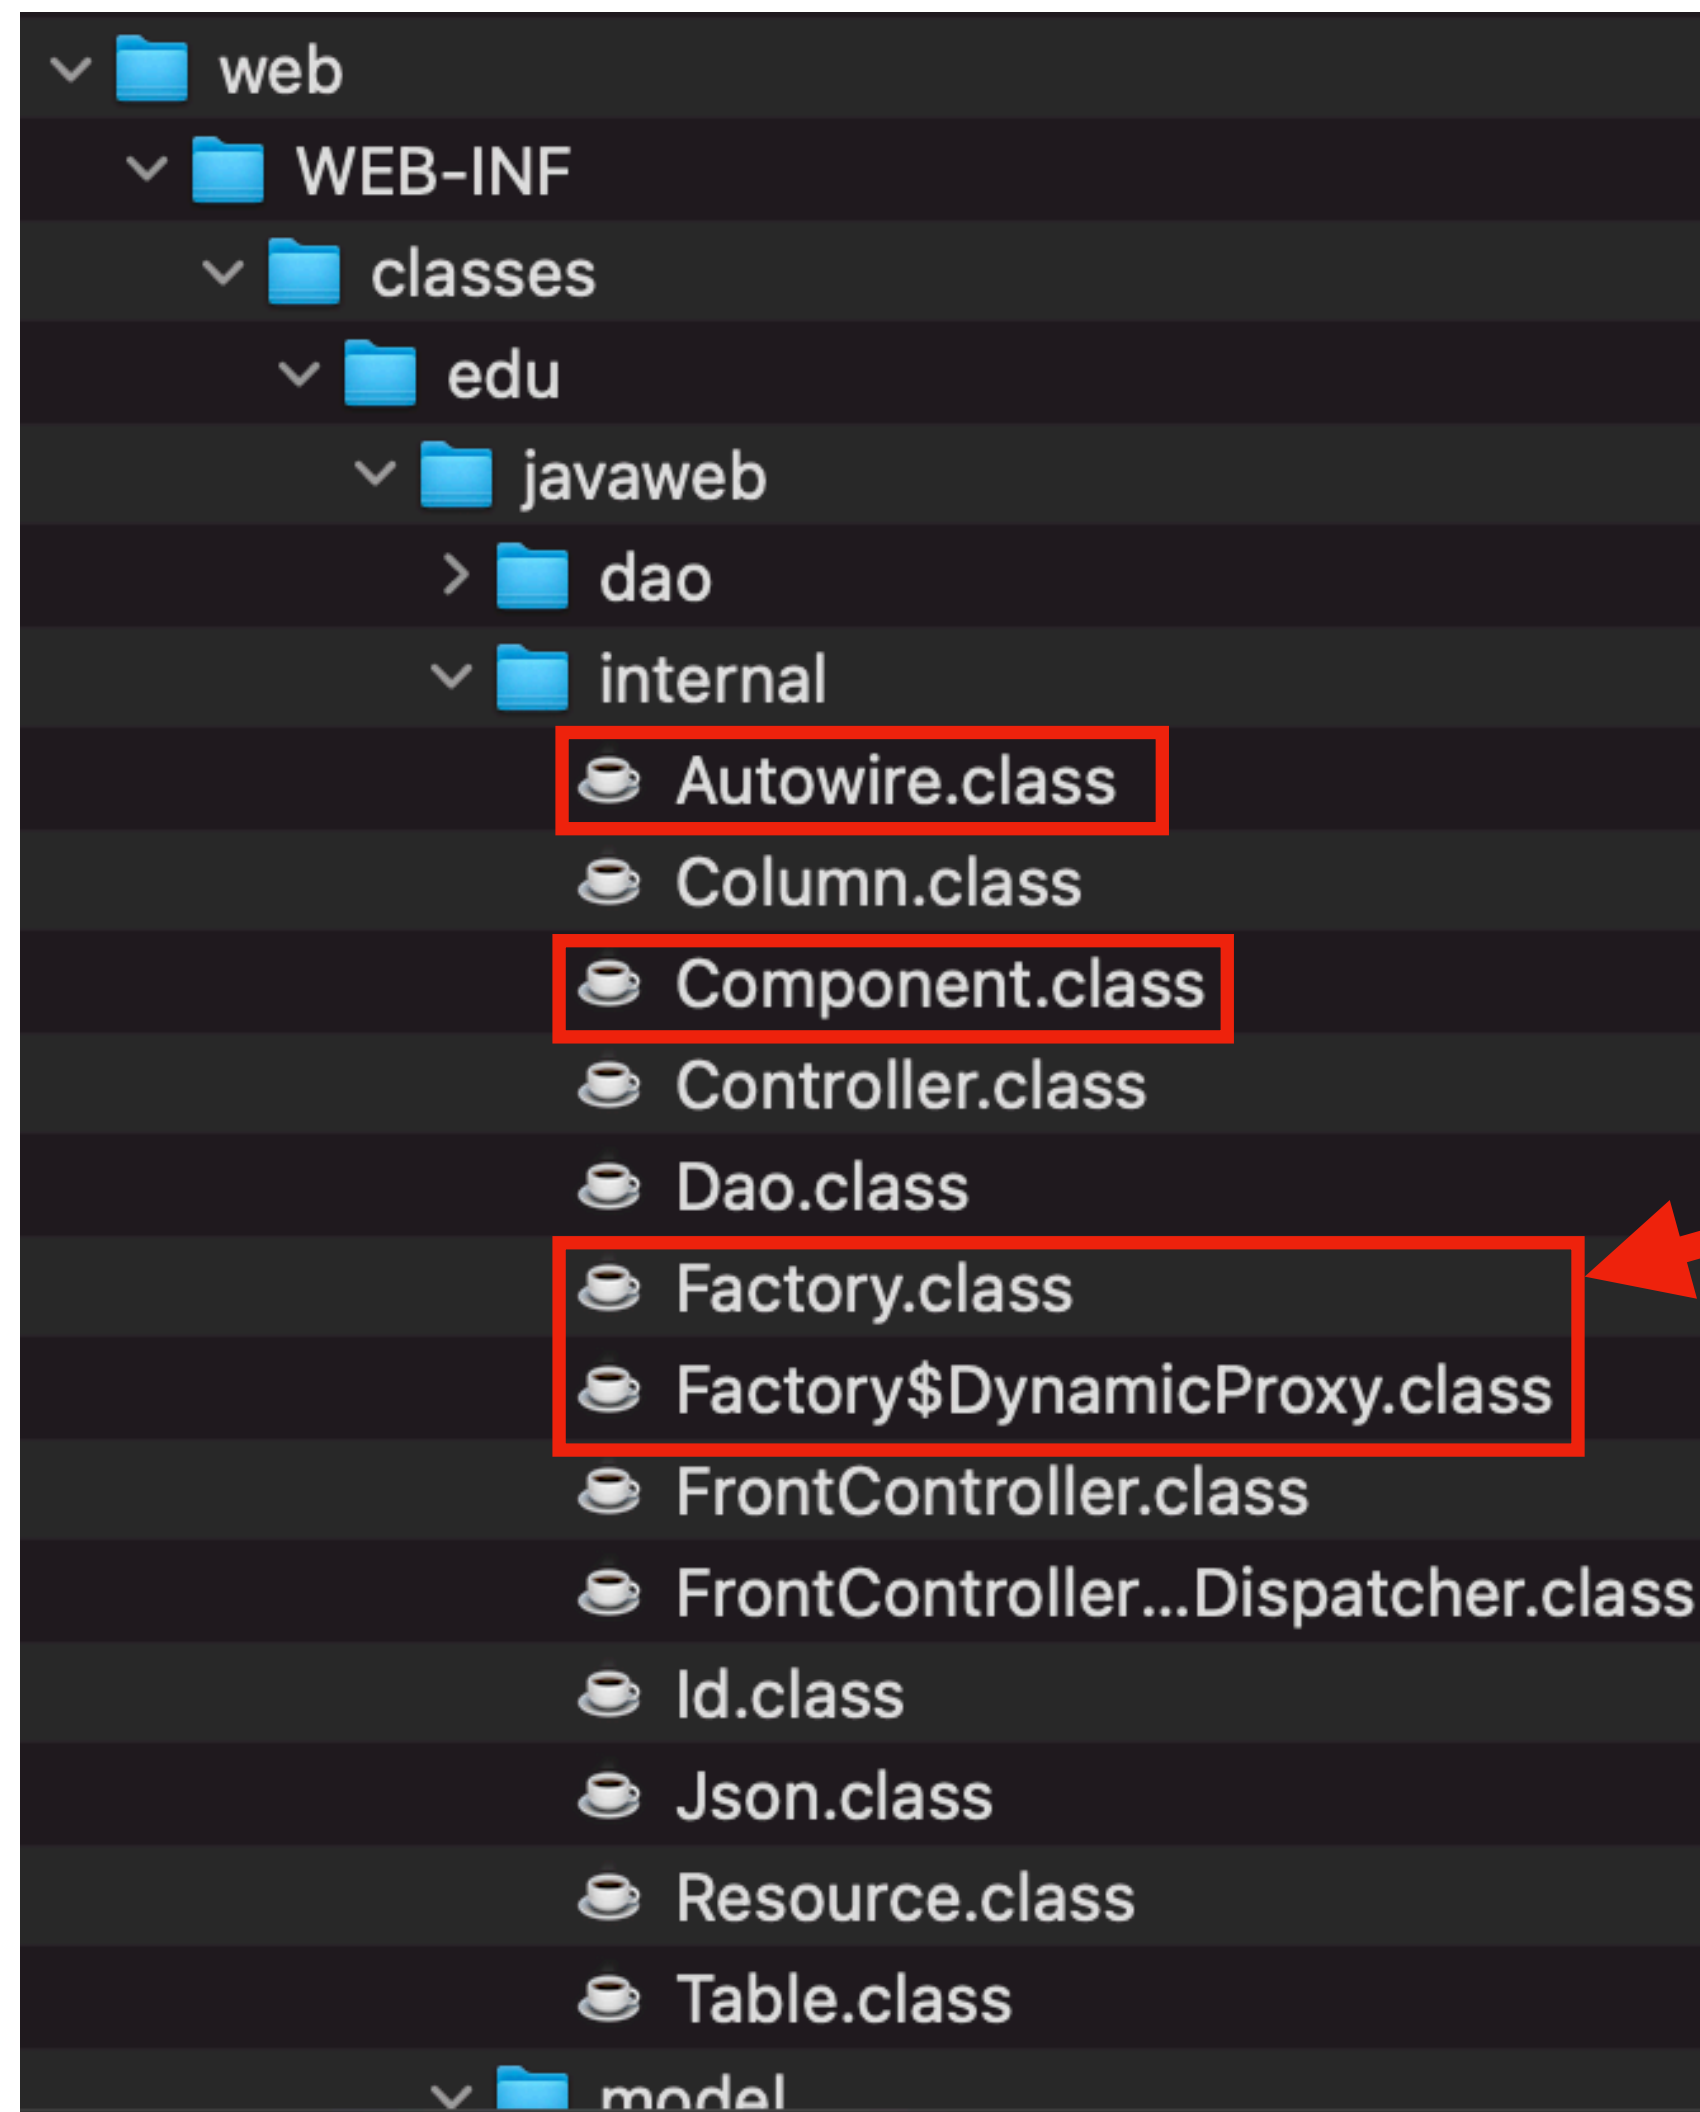 web
WEB-INF
classes
edu
javaweb
dao
internal
Autowire.class
Column.class
Component.class
Controller.class
Dao.class
Factory.class
Factory$DynamicProxy.class
FrontController.class
FrontController...Dispatcher.class
Id.class
Json.class
Resource.class
Table.class
model